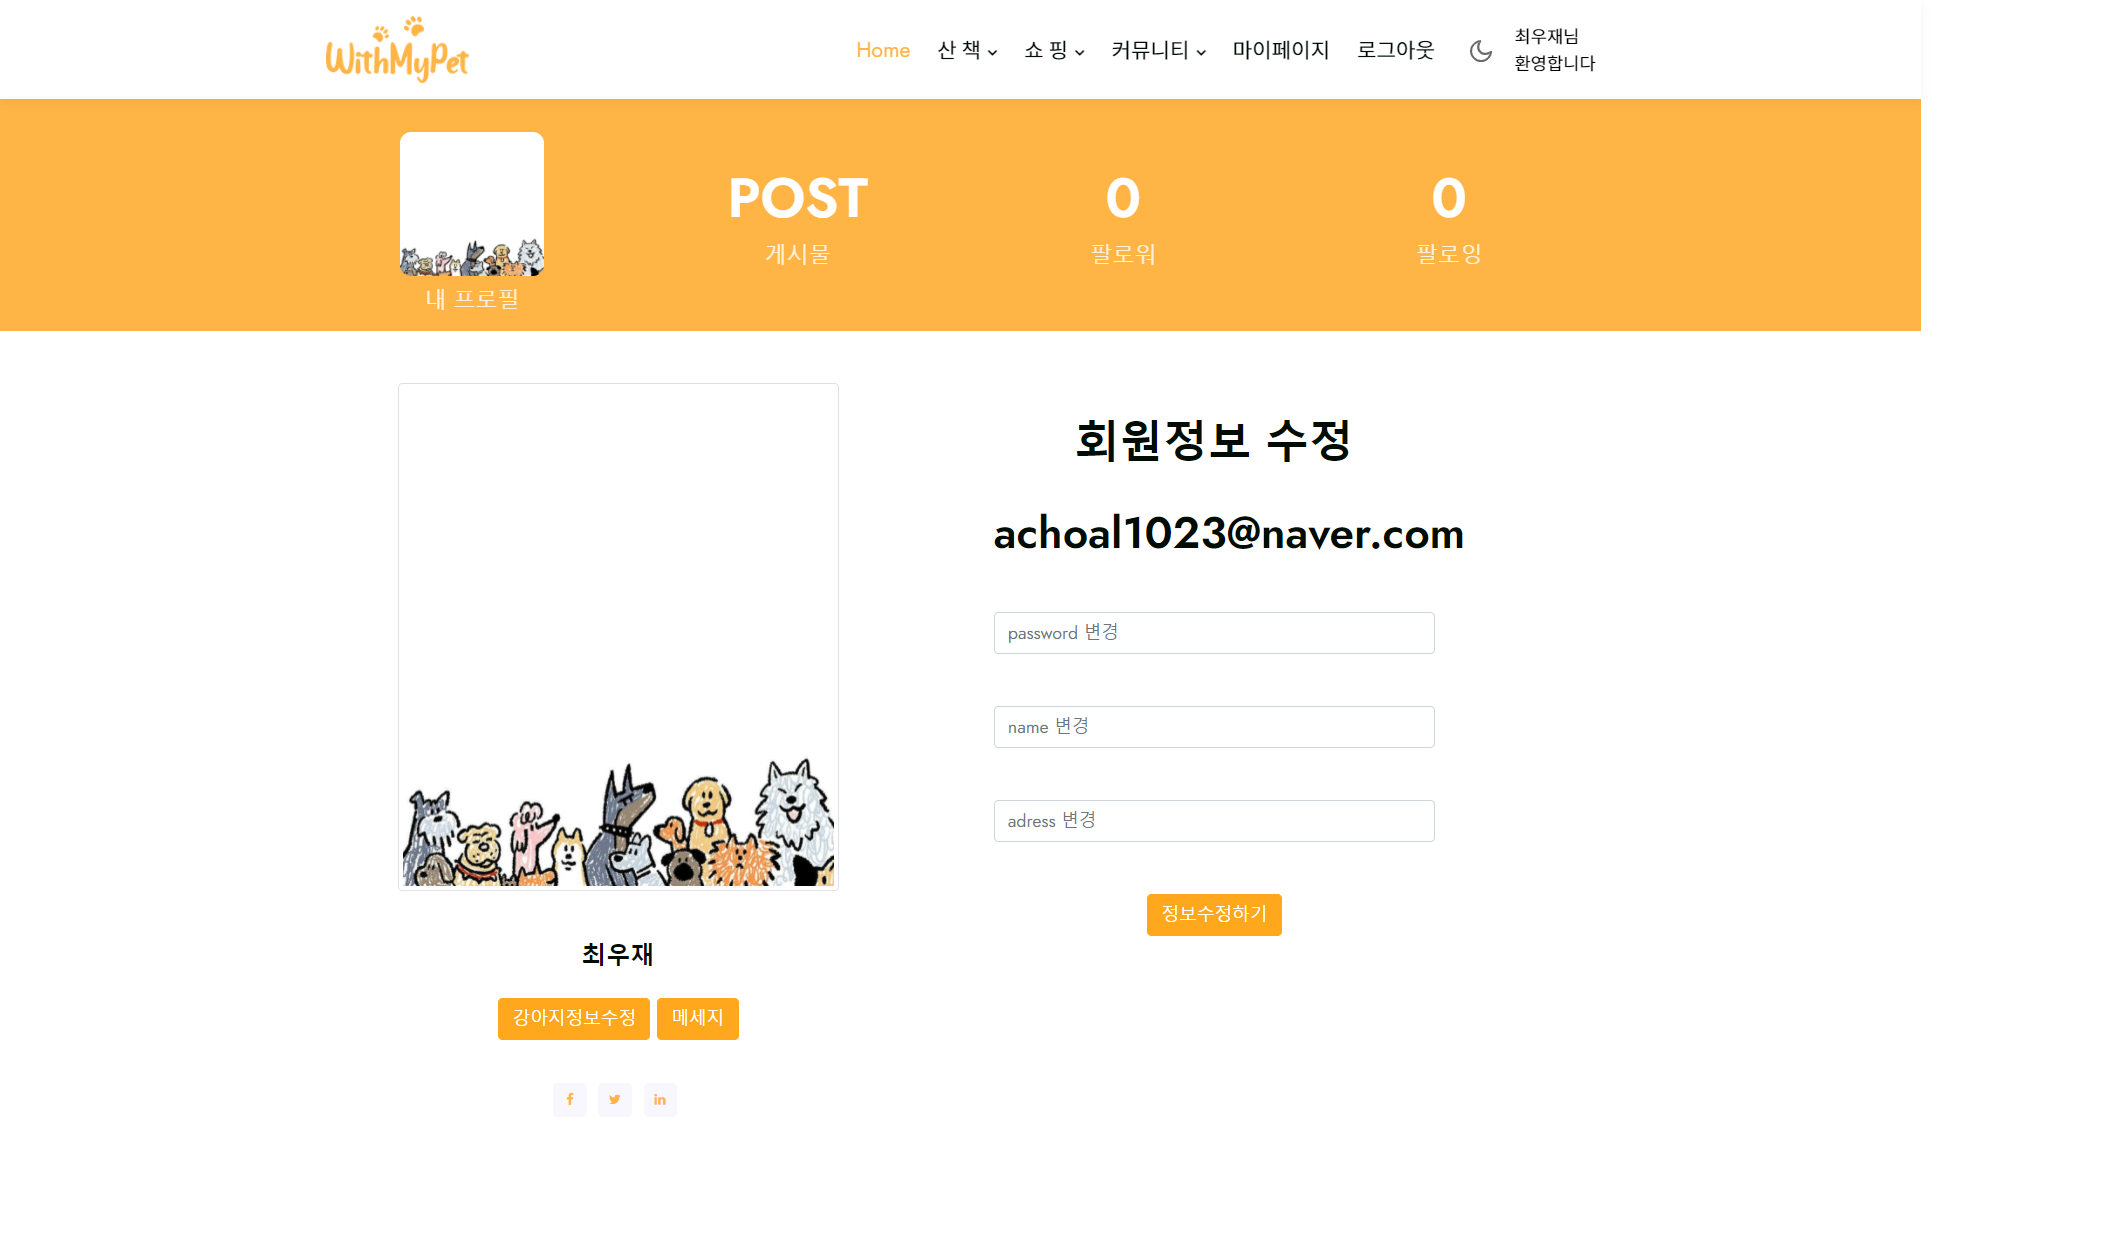 WithMyPet
Home 산 책 쇼 핑 커뮤니티 마이페이지 로그아웃
최우재님
환영합니다
POST 0 0
게시물 팔로워 팔로잉
내 프로필
회원정보 수정
achoal1023@naver.com
password 변경
name 변경
adress 변경
정보수정하기
최우재
강아지정보수정 메세지